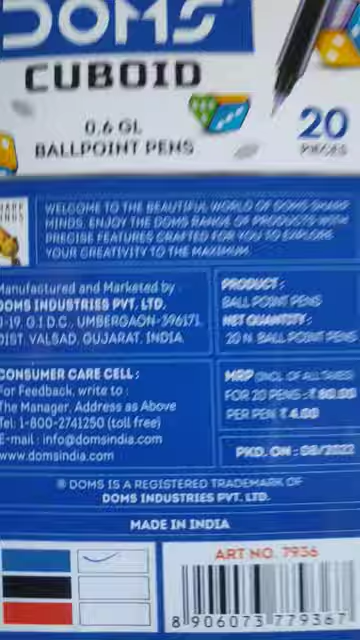 DOMS
CUBOID
0.6 GL
BALLPOINT PENS
20
PIECES
WELCOME TO THE BEAUTIFUL WORLD OF DOMS SHARP
MINDS. ENJOY THE DOMS RANGE OF PRODUCTS WITH
PRECISE FEATURES CRAFTED FOR YOU TO EXPLORE
YOUR CREATIVITY TO THE MAXIMUM.
Manufactured and Marketed by
DOMS INDUSTRIES PVT. LTD.
J-19, G.I.D.C., UMBERGAON-396171,
DIST. VALSAD, GUJARAT, INDIA
PRODUCT :
BALL POINT PENS
NET QUANTITY :
20 N. BALL POINT PENS
CONSUMER CARE CELL :
For Feedback, write to :
The Manager, Address as Above
Tel: 1-800-2741250 (toll free)
E-mail : info@domsindia.com
www.domsindia.com
MRP (INCL. OF ALL TAXES)
FOR 20 PENS : ₹ 80.00
PER PEN ₹ 4.00
PKD. ON : 08/2022
® DOMS IS A REGISTERED TRADEMARK OF
DOMS INDUSTRIES PVT. LTD.
MADE IN INDIA
ART NO. 7936
8 906073 779367